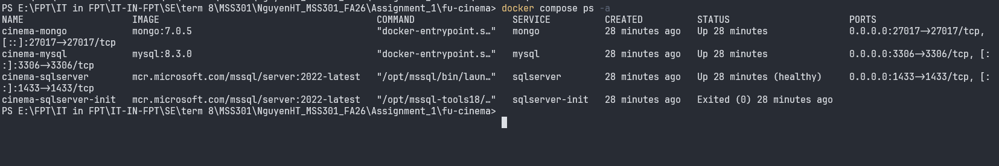 PS E:\FPT\IT in FPT\IT-IN-FPT\SE\term 8\MSS301\NguyenHT_MSS301_FA26\Assignment_1\fu-cinema> docker compose ps -a
NAME IMAGE COMMAND SERVICE CREATED STATUS PORTS
cinema-mongo mongo:7.0.5 "docker-entrypoint.s…" mongo 28 minutes ago Up 28 minutes 0.0.0.0:27017->27017/tcp,
[::]:27017->27017/tcp
cinema-mysql mysql:8.3.0 "docker-entrypoint.s…" mysql 28 minutes ago Up 28 minutes 0.0.0.0:3306->3306/tcp, [:
:]:3306->3306/tcp
cinema-sqlserver mcr.microsoft.com/mssql/server:2022-latest "/opt/mssql/bin/laun…" sqlserver 28 minutes ago Up 28 minutes (healthy) 0.0.0.0:1433->1433/tcp, [:
:]:1433->1433/tcp
cinema-sqlserver-init mcr.microsoft.com/mssql/server:2022-latest "/opt/mssql-tools18/…" sqlserver-init 28 minutes ago Exited (0) 28 minutes ago
PS E:\FPT\IT in FPT\IT-IN-FPT\SE\term 8\MSS301\NguyenHT_MSS301_FA26\Assignment_1\fu-cinema>